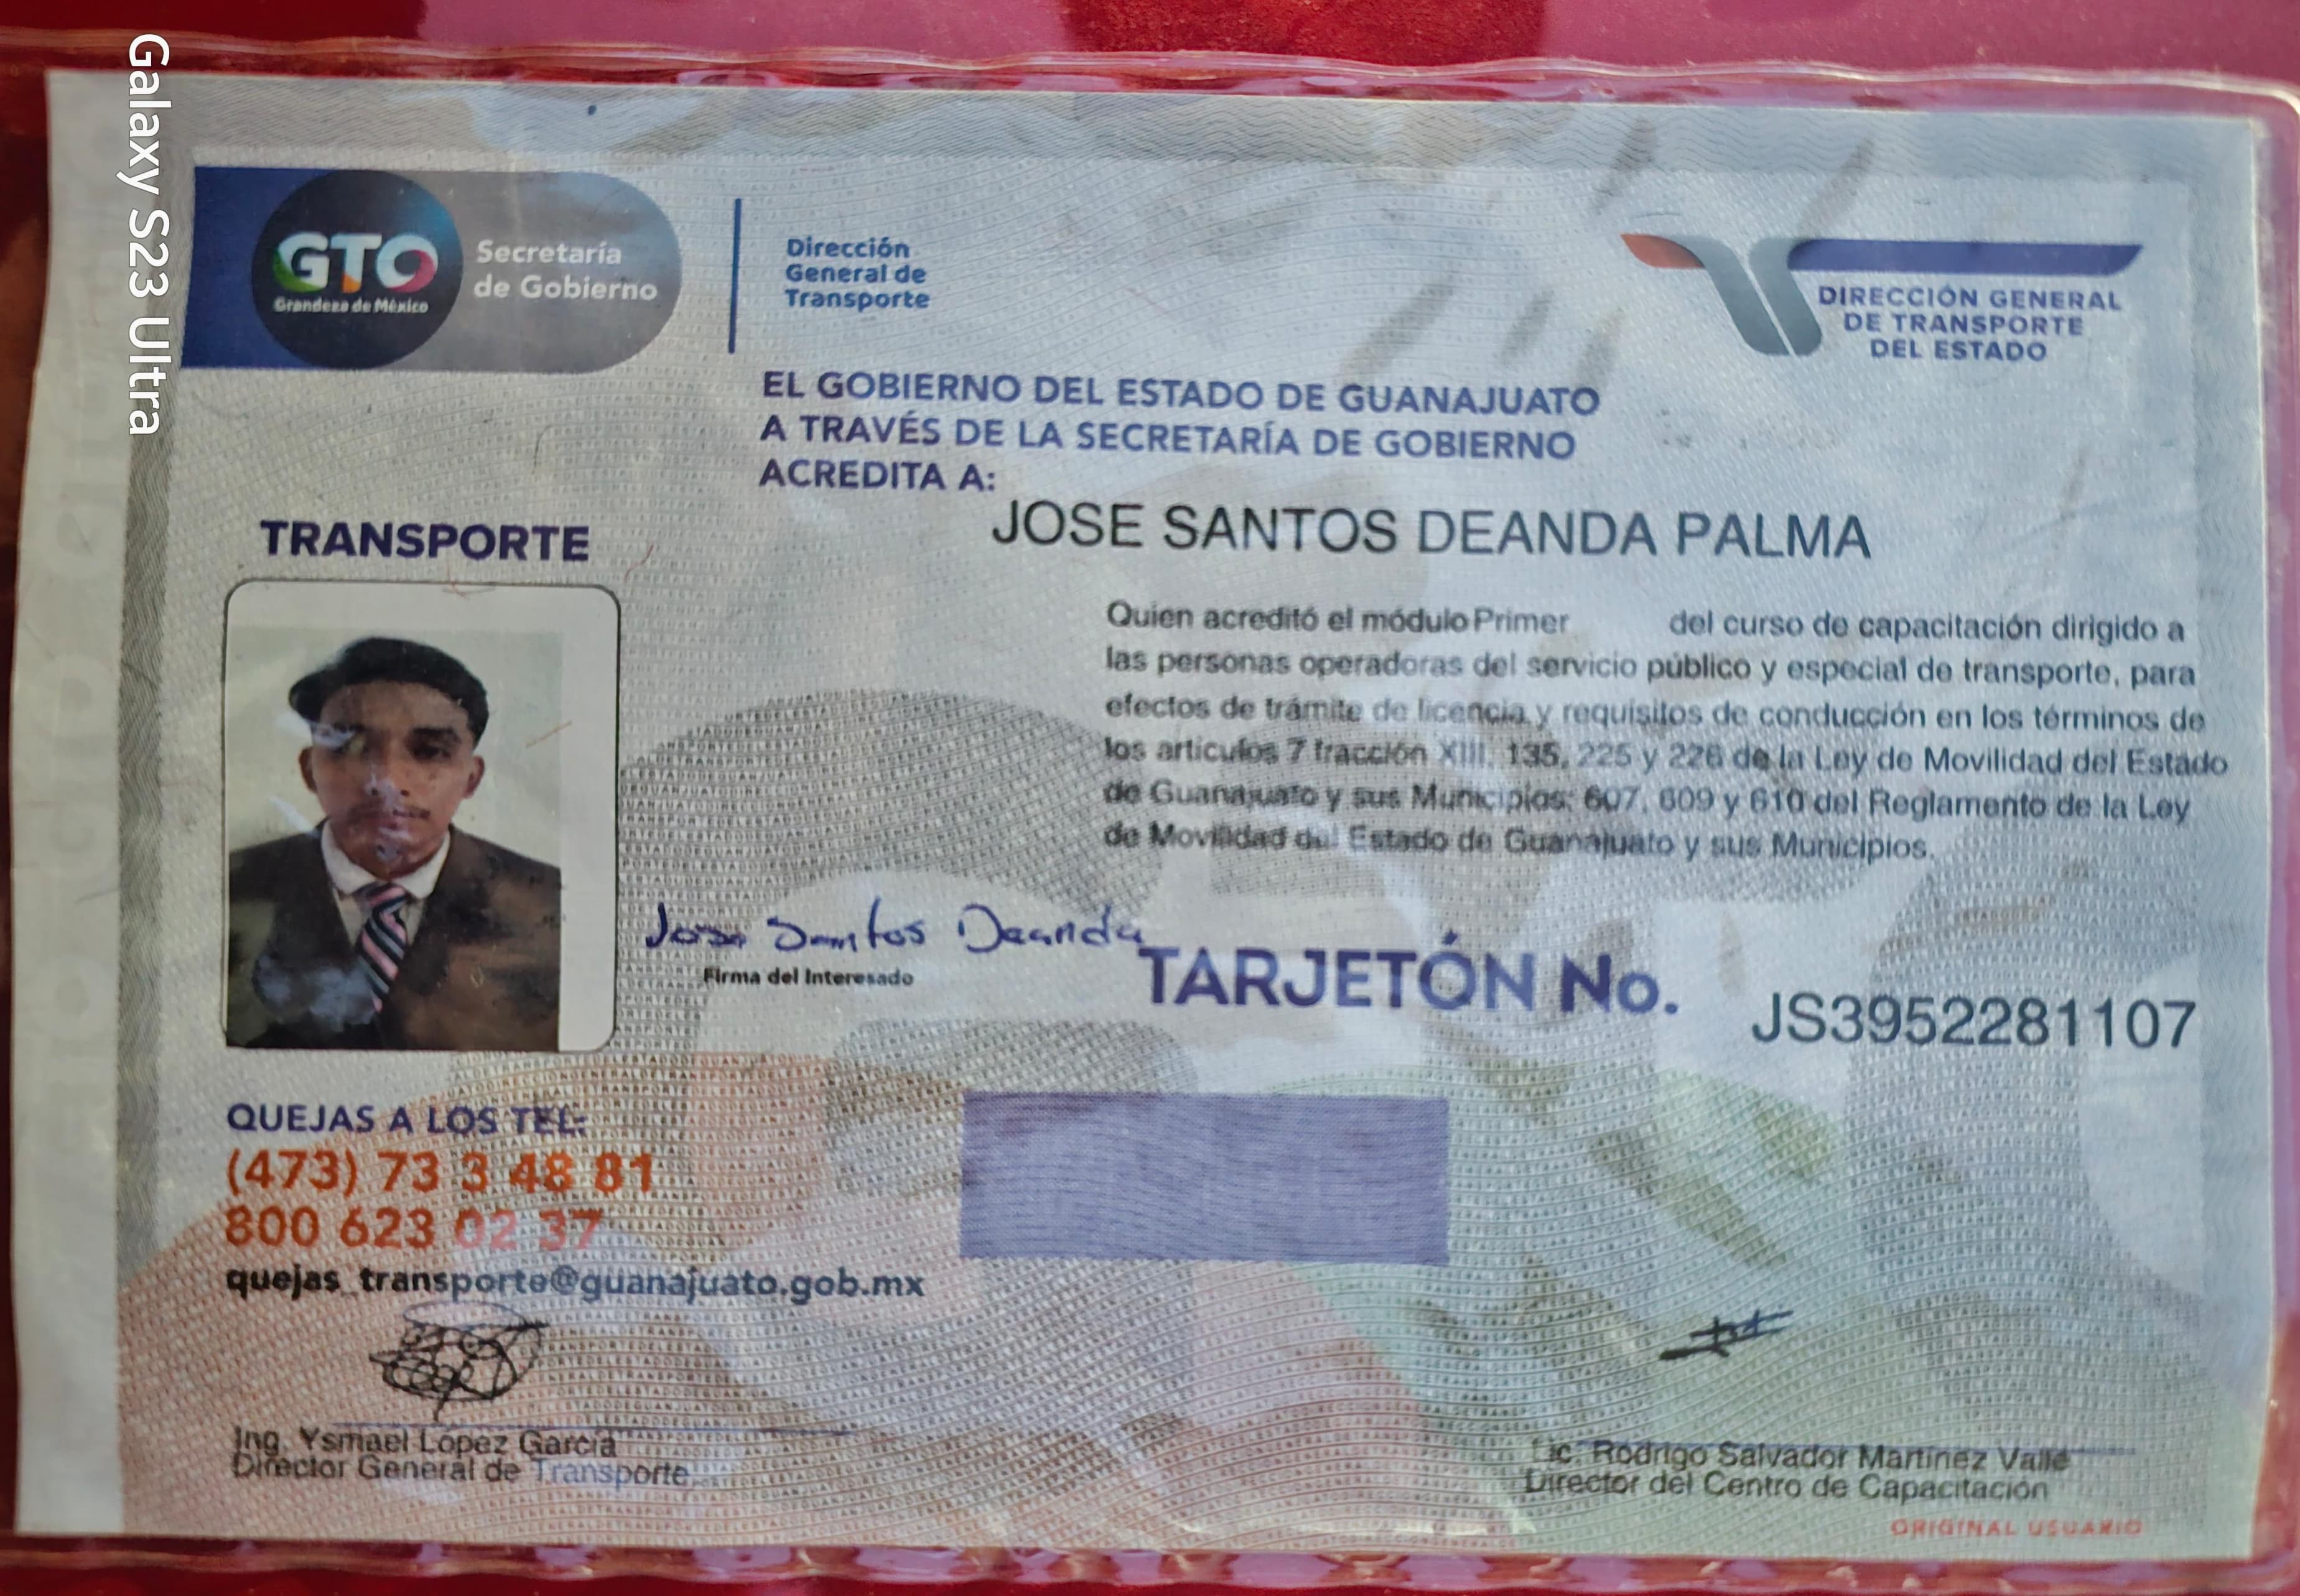 Galaxy S23 Ultra
GTO
Grandeza de México
Secretaría
de Gobierno
Dirección
General de
Transporte
DIRECCIÓN GENERAL
DE TRANSPORTE
DEL ESTADO
EL GOBIERNO DEL ESTADO DE GUANAJUATO
A TRAVÉS DE LA SECRETARÍA DE GOBIERNO
ACREDITA A:
JOSE SANTOS DEANDA PALMA
TRANSPORTE
Quien acreditó el módulo Primer del curso de capacitación dirigido a
las personas operadoras del servicio público y especial de transporte, para
efectos de trámite de licencia y requisitos de conducción en los términos de
los artículos 7 fracción XIII, 135, 225 y 226 de la Ley de Movilidad del Estado
de Guanajuato y sus Municipios; 607, 609 y 610 del Reglamento de la Ley
de Movilidad del Estado de Guanajuato y sus Municipios.
Jose Santos Deanda
Firma del Interesado
TARJETÓN No.
JS3952281107
QUEJAS A LOS TEL:
(473) 73 3 48 81
800 623 02 37
quejas_transporte@guanajuato.gob.mx
Ing. Ysmael López García
Director General de Transporte
Lic. Rodrigo Salvador Martínez Valle
Director del Centro de Capacitación
ORIGINAL USUARIO